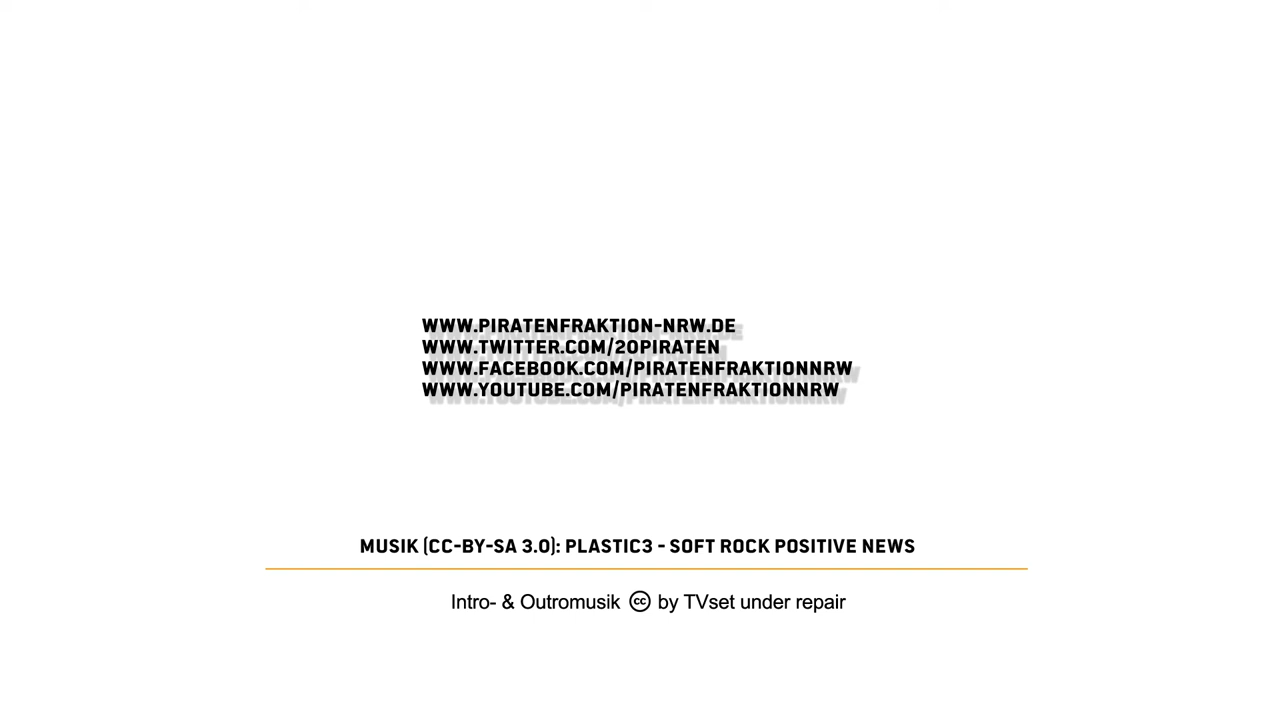 WWW.PIRATENFRAKTION-NRW.DE
WWW.TWITTER.COM/20PIRATEN
WWW.FACEBOOK.COM/PIRATENFRAKTIONNRW
WWW.YOUTUBE.COM/PIRATENFRAKTIONNRW
MUSIK (CC-BY-SA 3.0): PLASTIC3 - SOFT ROCK POSITIVE NEWS
Intro- & Outromusik cc by TVset under repair